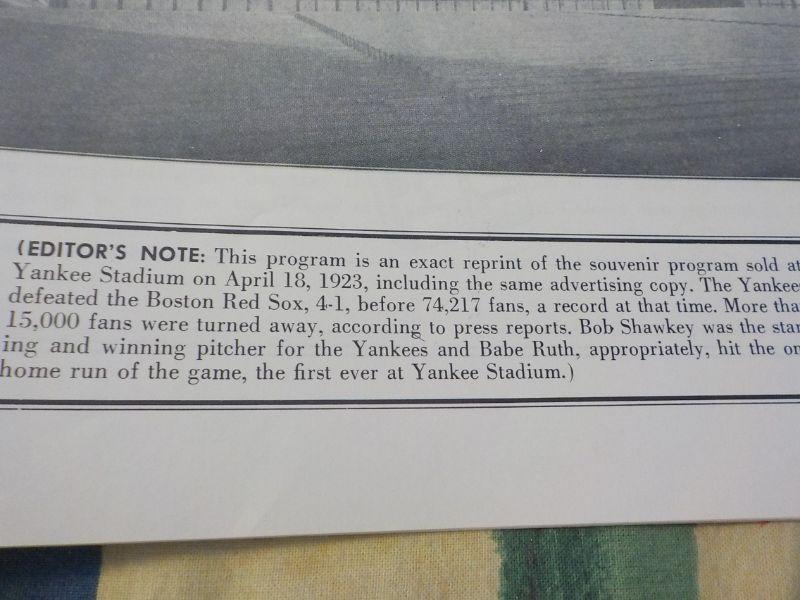 (EDITOR'S NOTE: This program is an exact reprint of the souvenir program sold at
Yankee Stadium on April 18, 1923, including the same advertising copy. The Yankee
defeated the Boston Red Sox, 4-1, before 74,217 fans, a record at that time. More tha
15,000 fans were turned away, according to press reports. Bob Shawkey was the star
ing and winning pitcher for the Yankees and Babe Ruth, appropriately, hit the on
home run of the game, the first ever at Yankee Stadium.)